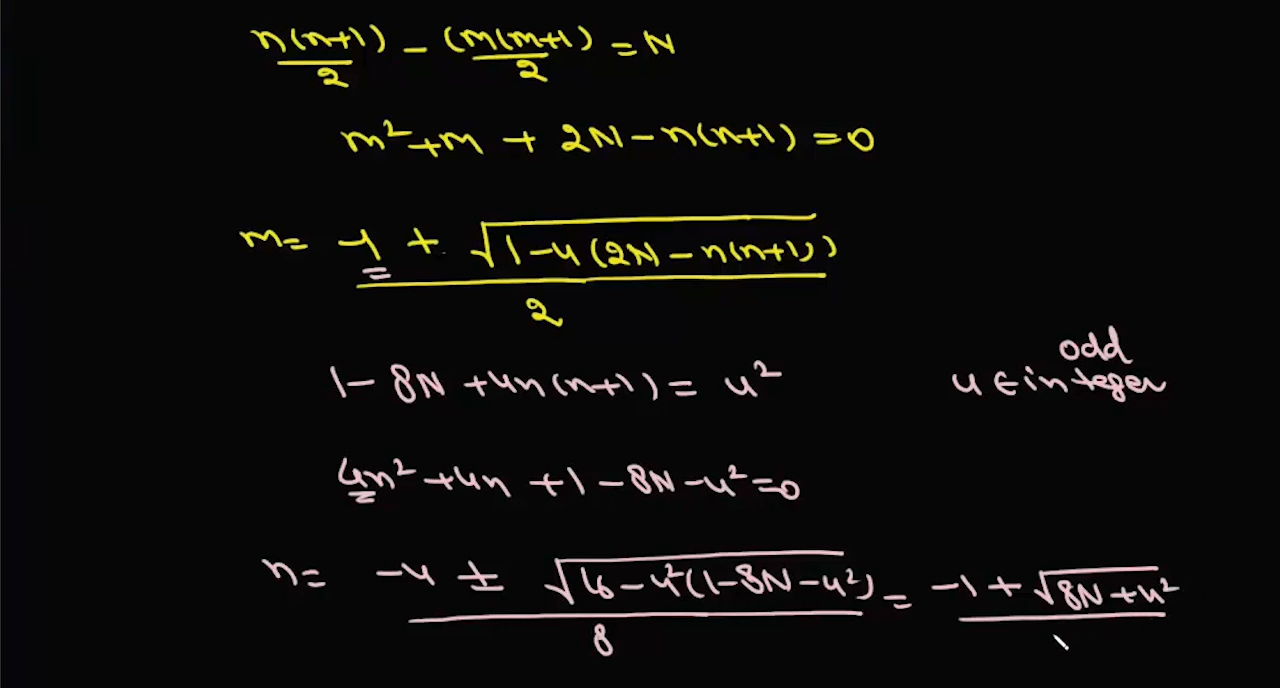 n(n+1)/2 - (m(m+1)/2) = N
m² + m + 2N - n(n+1) = 0
m = (-1 + √(1-4(2N-n(n+1))))/2
odd
1 - 8N + 4n(n+1) = u² u ∈ integer
4n² + 4n + 1 - 8N - u² = 0
n = (-4 ± √(16-4²(1-8N-u²)))/8 = (-1 + √(8N+u²))/